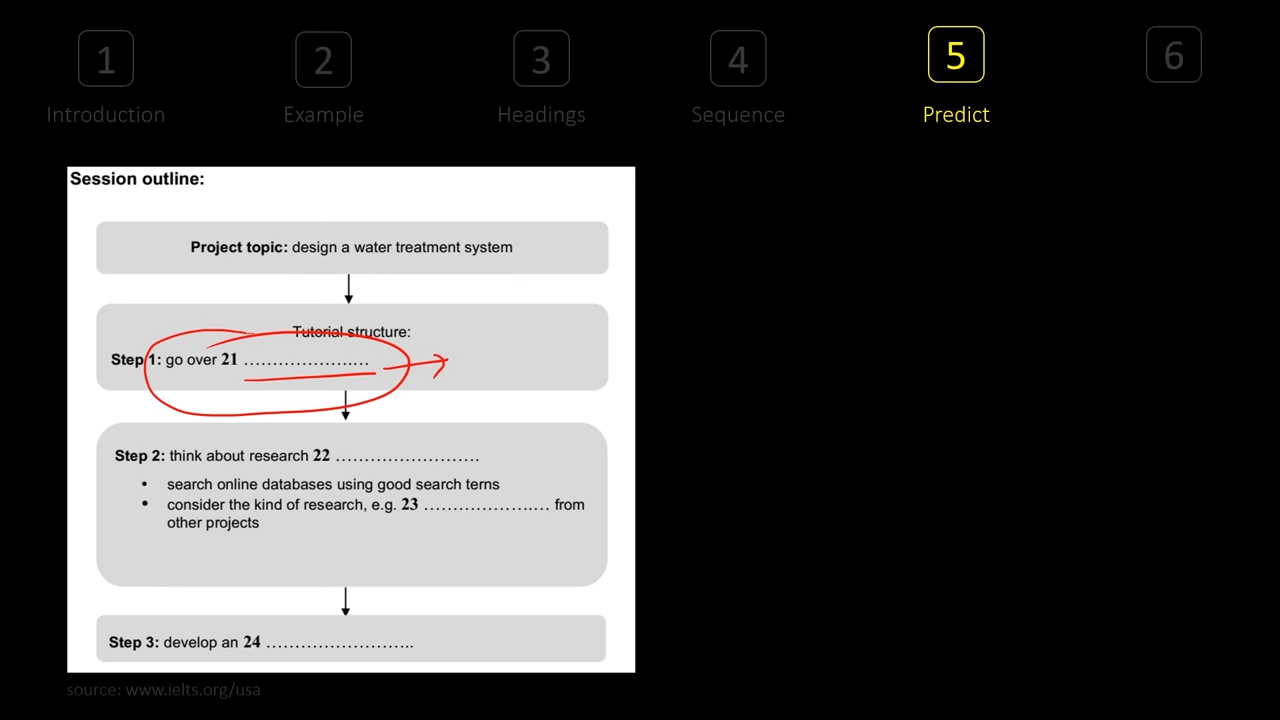 1 2 3 4 5 6
Introduction Example Headings Sequence Predict
Session outline:
Project topic: design a water treatment system
Tutorial structure:
Step 1: go over 21 ……………………
Step 2: think about research 22 …………………….
• search online databases using good search terns
• consider the kind of research, e.g. 23 …………………… from
other projects
Step 3: develop an 24 ……………………..
source: www.ielts.org/usa